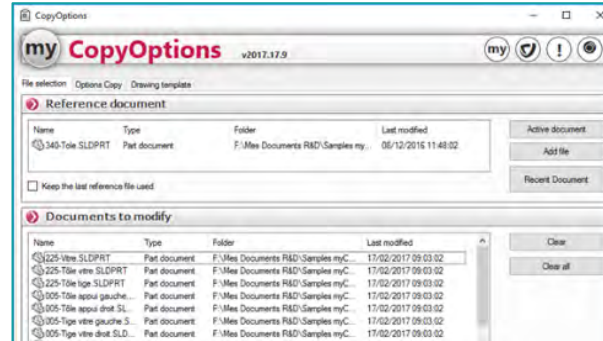 CopyOptions
my CopyOptions v2017.17.9 my !
File selection Options Copy Drawing template
Reference document
Name Type Folder Last modified
340-Tole.SLDPRT Part document F:\Mes Documents R&D\Samples my... 06/12/2016 11:48:02
Active document
Add file
Recent Document
Keep the last reference file used
Documents to modify
Name Type Folder Last modified
225-Vitre.SLDPRT Part document F:\Mes Documents R&D\Samples myC... 17/02/2017 09:03:02
225-Tôle vitre SLDPRT Part document F:\Mes Documents R&D\Samples myC... 17/02/2017 09:03:02
225-Tôle tige.SLDPRT Part document F:\Mes Documents R&D\Samples myC... 17/02/2017 09:03:02
005-Tôle appui gauche... Part document F:\Mes Documents R&D\Samples myC... 17/02/2017 09:03:02
005-Tôle appui droit SL... Part document F:\Mes Documents R&D\Samples myC... 17/02/2017 09:03:02
005-Tige vitre gauche S... Part document F:\Mes Documents R&D\Samples myC... 17/02/2017 09:03:02
005-Tige vitre droit SLD... Part document F:\Mes Documents R&D\Samples myC... 17/02/2017 09:03:02
Clear
Clear all